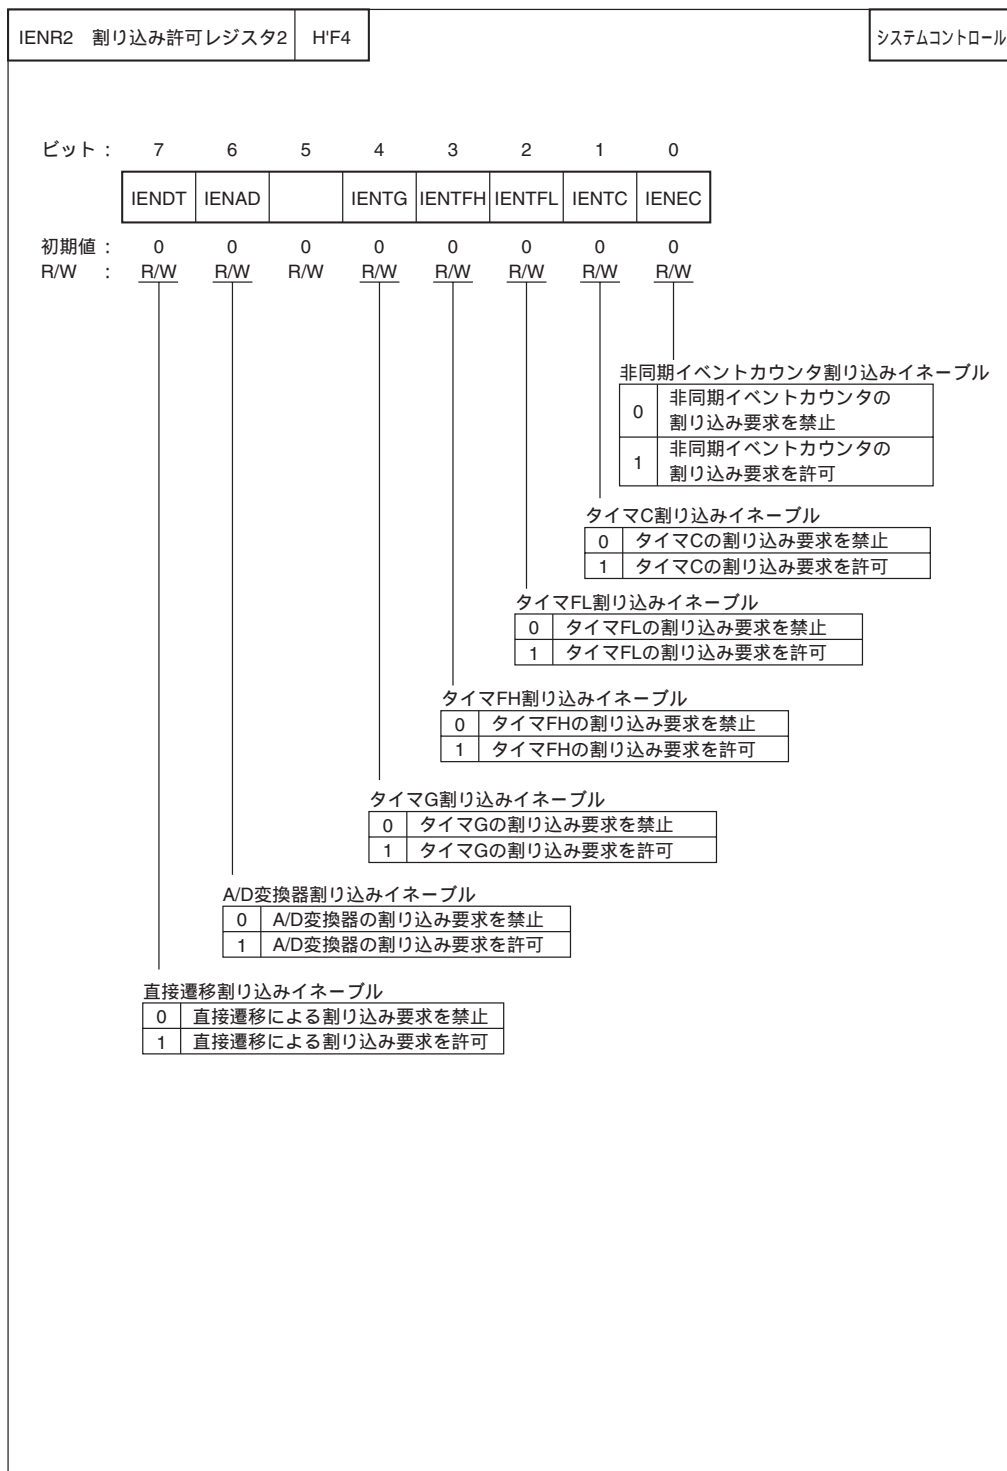 IENR2 割り込み許可レジスタ2 H'F4 システムコントロール
ビット : 7 6 5 4 3 2 1 0
IENDT IENAD IENTG IENTFH IENTFL IENTC IENEC
初期値 : 0 0 0 0 0 0 0 0
R/W : R/W R/W R/W R/W R/W R/W R/W R/W
非同期イベントカウンタ割り込みイネーブル
0 非同期イベントカウンタの
割り込み要求を禁止
1 非同期イベントカウンタの
割り込み要求を許可
タイマC割り込みイネーブル
0 タイマCの割り込み要求を禁止
1 タイマCの割り込み要求を許可
タイマFL割り込みイネーブル
0 タイマFLの割り込み要求を禁止
1 タイマFLの割り込み要求を許可
タイマFH割り込みイネーブル
0 タイマFHの割り込み要求を禁止
1 タイマFHの割り込み要求を許可
タイマG割り込みイネーブル
0 タイマGの割り込み要求を禁止
1 タイマGの割り込み要求を許可
A/D変換器割り込みイネーブル
0 A/D変換器の割り込み要求を禁止
1 A/D変換器の割り込み要求を許可
直接遷移割り込みイネーブル
0 直接遷移による割り込み要求を禁止
1 直接遷移による割り込み要求を許可